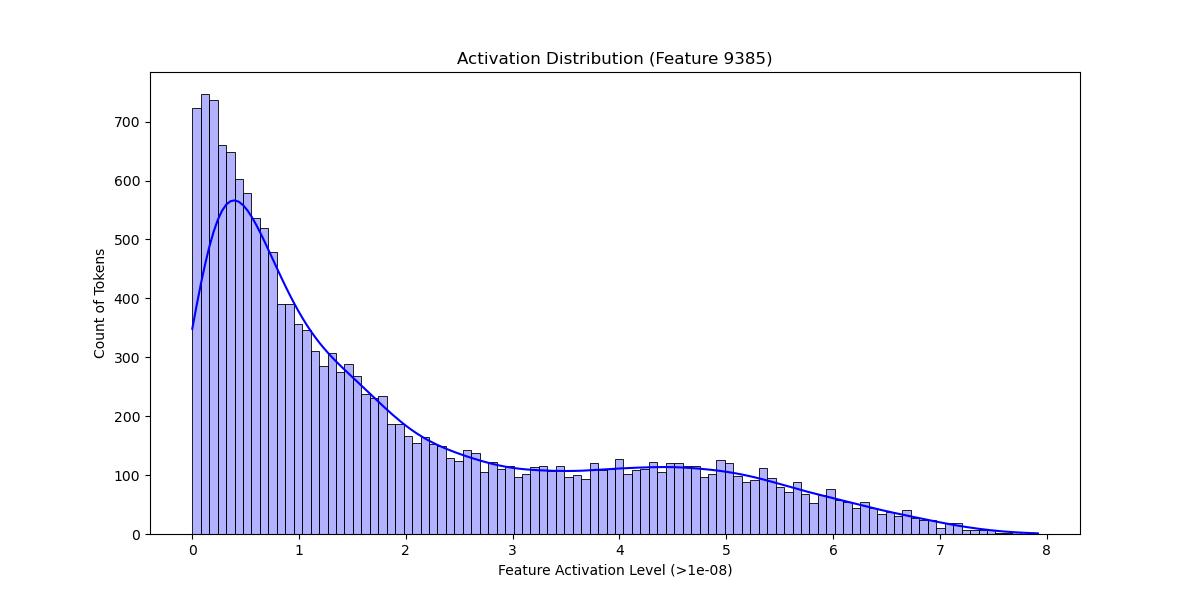 Activation Distribution (Feature 9385)
700
600
500
400
300
200
100
0
Count of Tokens
0 1 2 3 4 5 6 7 8
Feature Activation Level (>1e-08)